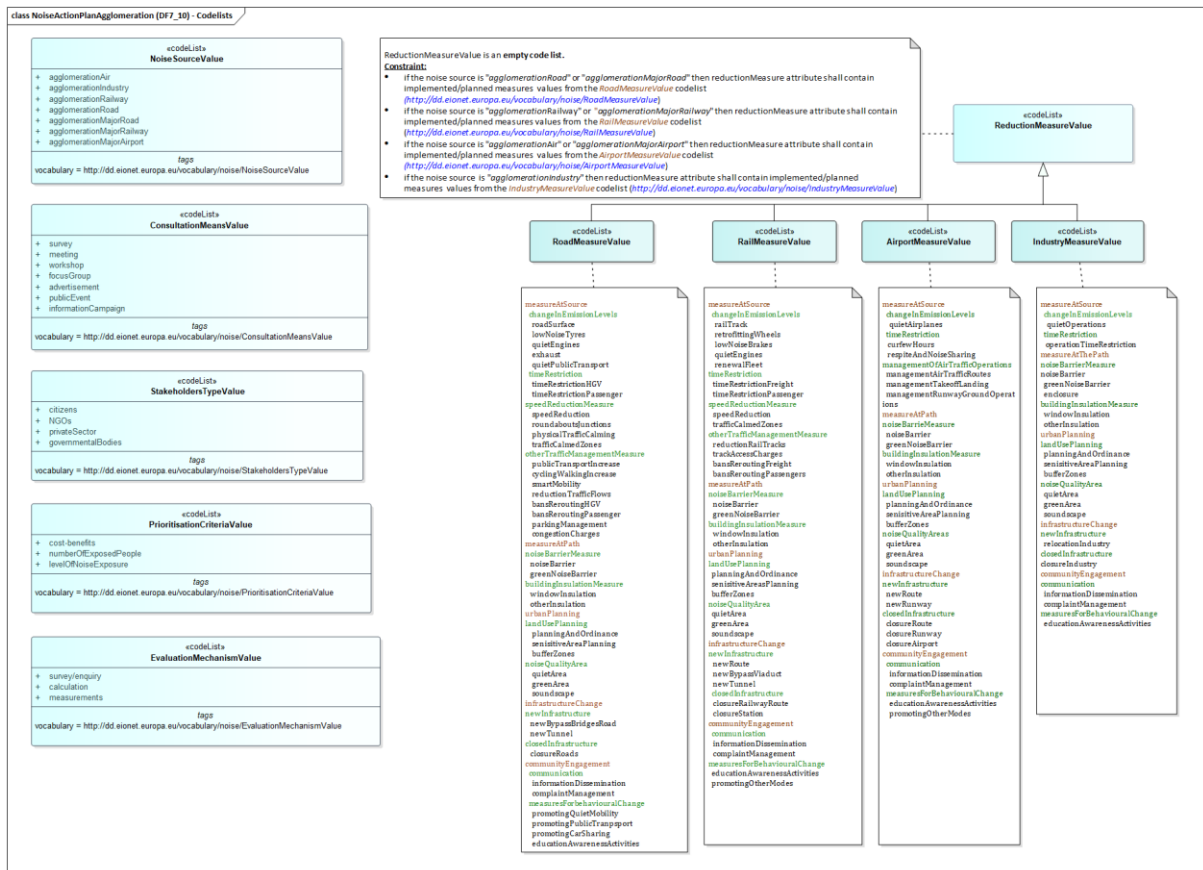 class NoiseActionPlanAgglomeration (DF7_10) - Codelists
«codeList»
NoiseSourceValue
+ agglomerationAir
+ agglomerationIndustry
+ agglomerationRailway
+ agglomerationRoad
+ agglomerationMajorRoad
+ agglomerationMajorRailway
+ agglomerationMajorAirport
tags
vocabulary = http://dd.eionet.europa.eu/vocabulary/noise/NoiseSourceValue
«codeList»
ConsultationMeansValue
+ survey
+ meeting
+ workshop
+ focusGroup
+ advertisement
+ publicEvent
+ informationCampaign
tags
vocabulary = http://dd.eionet.europa.eu/vocabulary/noise/ConsultationMeansValue
«codeList»
StakeholdersTypeValue
+ citizens
+ NGOs
+ privateSector
+ governmentalBodies
tags
vocabulary = http://dd.eionet.europa.eu/vocabulary/noise/StakeholdersTypeValue
«codeList»
PrioritisationCriteriaValue
+ cost-benefits
+ numberOfExposedPeople
+ levelOfNoiseExposure
tags
vocabulary = http://dd.eionet.europa.eu/vocabulary/noise/PrioritisationCriteriaValue
«codeList»
EvaluationMechanismValue
+ survey/enquiry
+ calculation
+ measurements
tags
vocabulary = http://dd.eionet.europa.eu/vocabulary/noise/EvaluationMechanismValue
ReductionMeasureValue is an empty code list.
Constraint:
• if the noise source is "agglomerationRoad" or "agglomerationMajorRoad" then reductionMeasure attribute shall contain
implemented/planned measures values from the RoadMeasureValue codelist
(http://dd.eionet.europa.eu/vocabulary/noise/RoadMeasureValue)
• if the noise source is "agglomerationRailway" or "agglomerationMajorRailway" then reductionMeasure attribute shall contain
implemented/planned measures values from the RailMeasureValue codelist
(http://dd.eionet.europa.eu/vocabulary/noise/RailMeasureValue)
• if the noise source is "agglomerationAir" or "agglomerationMajorAirport" then reductionMeasure attribute shall contain
implemented/planned measures values from the AirportMeasureValue codelist
(http://dd.eionet.europa.eu/vocabulary/noise/AirportMeasureValue)
• if the noise source is "agglomerationIndustry" then reductionMeasure attribute shall contain implemented/planned
measures values from the IndustryMeasureValue codelist (http://dd.eionet.europa.eu/vocabulary/noise/IndustryMeasureValue)
«codeList»
ReductionMeasureValue
«codeList»
RoadMeasureValue
measureAtSource
changeInEmissionLevels
roadSurface
lowNoiseTyres
quietEngines
exhaust
quietPublicTransport
timeRestriction
timeRestrictionHGV
timeRestrictionPassenger
speedReductionMeasure
speedReduction
roundaboutsJunctions
physicalTrafficCalming
trafficCalmedZones
otherTrafficManagementMeasure
publicTransportIncrease
cyclingWalkingIncrease
smartMobility
reductionTrafficFlows
bansReroutingHGV
bansReroutingPassenger
parkingManagement
congestionCharges
measureAtPath
noiseBarrierMeasure
noiseBarrier
greenNoiseBarrier
buildingInsulationMeasure
windowInsulation
otherInsulation
urbanPlanning
landUsePlanning
planningAndOrdinance
senisitiveAreaPlanning
bufferZones
noiseQualityArea
quietArea
greenArea
soundscape
infrastructureChange
newInfrastructure
newBypassBridgesRoad
newTunnel
closedInfrastructure
closureRoads
communityEngagement
communication
informationDissemination
complaintManagement
measuresForbehaviouralChange
promotingQuietMobility
promotingPublicTranpsport
promotingCarSharing
educationAwarenessActivities
«codeList»
RailMeasureValue
measureAtSource
changeInEmissionLevels
railTrack
retrofittingWheels
lowNoiseBrakes
quietEngines
renewalFleet
timeRestriction
timeRestrictionFreight
timeRestrictionPassenger
speedReductionMeasure
speedReduction
trafficCalmedZones
otherTrafficManagementMeasure
reductionRailTracks
trackAccessCharges
bansReroutingFreight
bansReroutingPassengers
measureAtPath
noiseBarrierMeasure
noiseBarrier
greenNoiseBarrier
buildingInsulationMeasure
windowInsulation
otherInsulation
urbanPlanning
landUsePlanning
planningAndOrdinance
senisitiveAreasPlanning
bufferZones
noiseQualityArea
quietArea
greenArea
soundscape
infrastructureChange
newInfrastructure
newRoute
newBypassViaduct
newTunnel
closedInfrastructure
closureRailwayRoute
closureStation
communityEngagement
communication
informationDissemination
complaintManagement
measuresForBehaviouralChange
educationAwarenessActivities
promotingOtherModes
«codeList»
AirportMeasureValue
measureAtSource
changeInEmissionLevels
quietAirplanes
timeRestriction
curfewHours
respiteAndNoiseSharing
managementOfAirTrafficOperations
managementAirTrafficRoutes
managementTakeoffLanding
managementRunwayGroundOperat
ions
measureAtPath
noiseBarrieMeasure
noiseBarrier
greenNoiseBarrier
buildingInsulationMeasure
windowInsulation
otherInsulation
urbanPlanning
landUsePlanning
planningAndOrdinance
senisitiveAreaPlanning
bufferZones
noiseQualityAreas
quietArea
greenArea
soundscape
infrastructureChange
newInfrastructure
newRoute
newRunway
closedInfrastructure
closureRoute
closureRunway
closureAirport
communityEngagement
communication
informationDissemination
complaintManagement
measuresForBehaviouralChange
educationAwarenessActivities
promotingOtherModes
«codeList»
IndustryMeasureValue
measureAtSource
changeInEmissionLevels
quietOperations
timeRestriction
operationTimeRestriction
measureAtThePath
noiseBarrierMeasure
noiseBarrier
greenNoiseBarrier
enclosure
buildingInsulationMeasure
windowInsulation
otherInsulation
urbanPlanning
landUsePlanning
planningAndOrdinance
senisitiveAreaPlanning
bufferZones
noiseQualityArea
quietArea
greenArea
soundscape
infrastructureChange
newInfrastructure
relocationIndustry
closedInfrastructure
closureIndustry
communityEngagement
communication
informationDissemination
complaintManagement
measuresForBehaviouralChange
educationAwarenessActivities